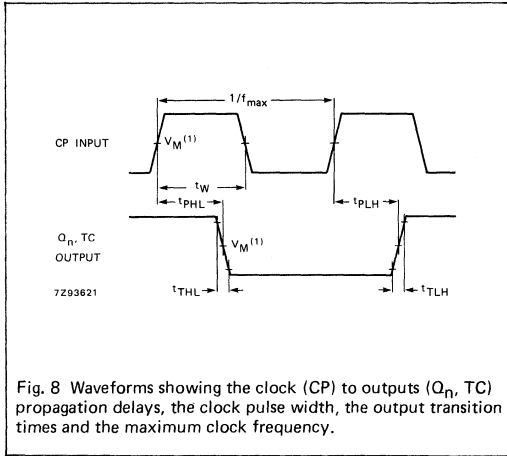 1/fmax
CP INPUT
VM(1)
tW
tPHL
tPLH
Qn, TC
OUTPUT
VM(1)
7Z93621
tTHL
tTLH
Fig. 8 Waveforms showing the clock (CP) to outputs (Qn, TC)
propagation delays, the clock pulse width, the output transition
times and the maximum clock frequency.